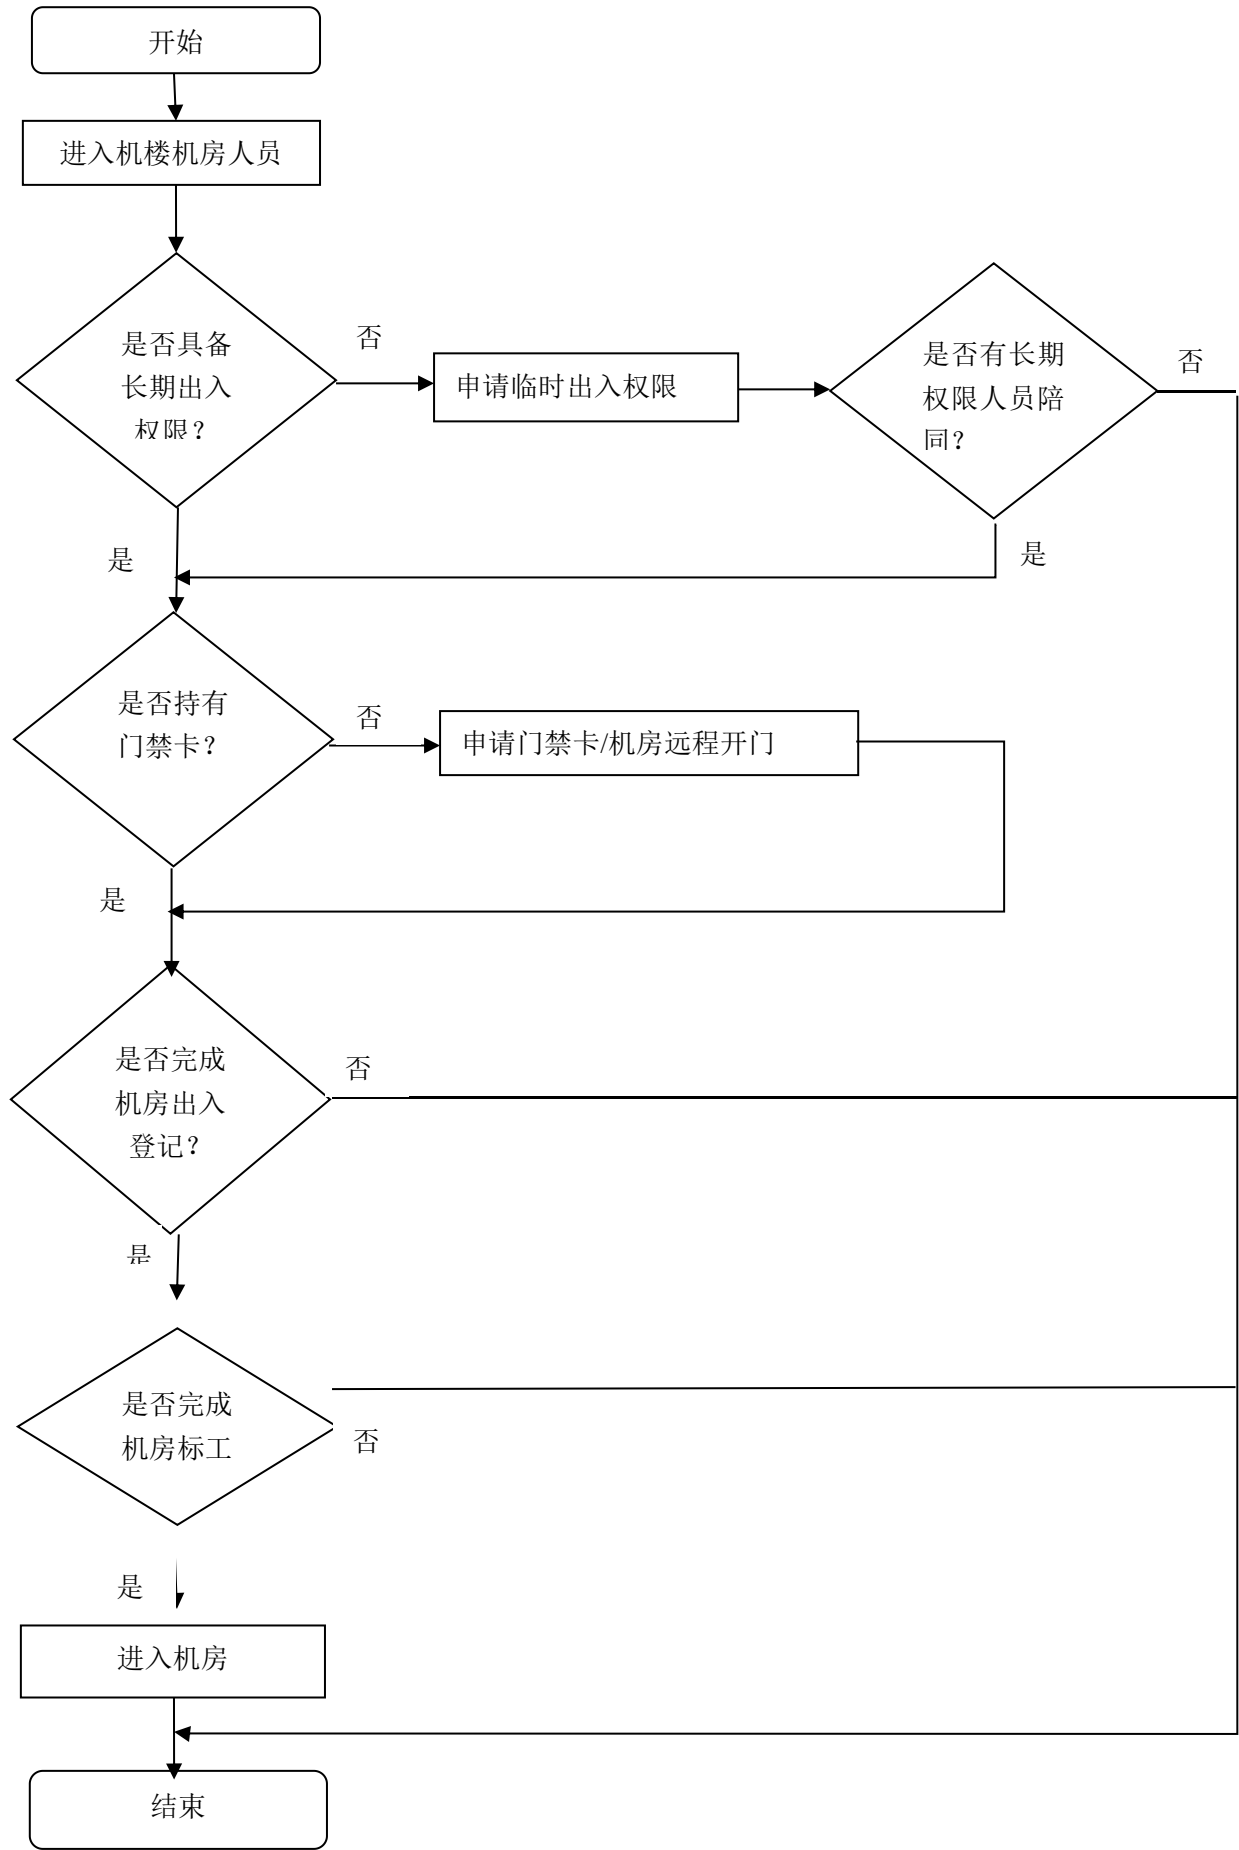 开始
进入机楼机房人员
是否具备
长期出入
权限？
否
申请临时出入权限
是否有长期
权限人员陪
同？
否
是
是
是否持有
门禁卡？
否
申请门禁卡/机房远程开门
是
是否完成
机房出入
登记？
否
是
是否完成
机房标工
否
是
进入机房
结束